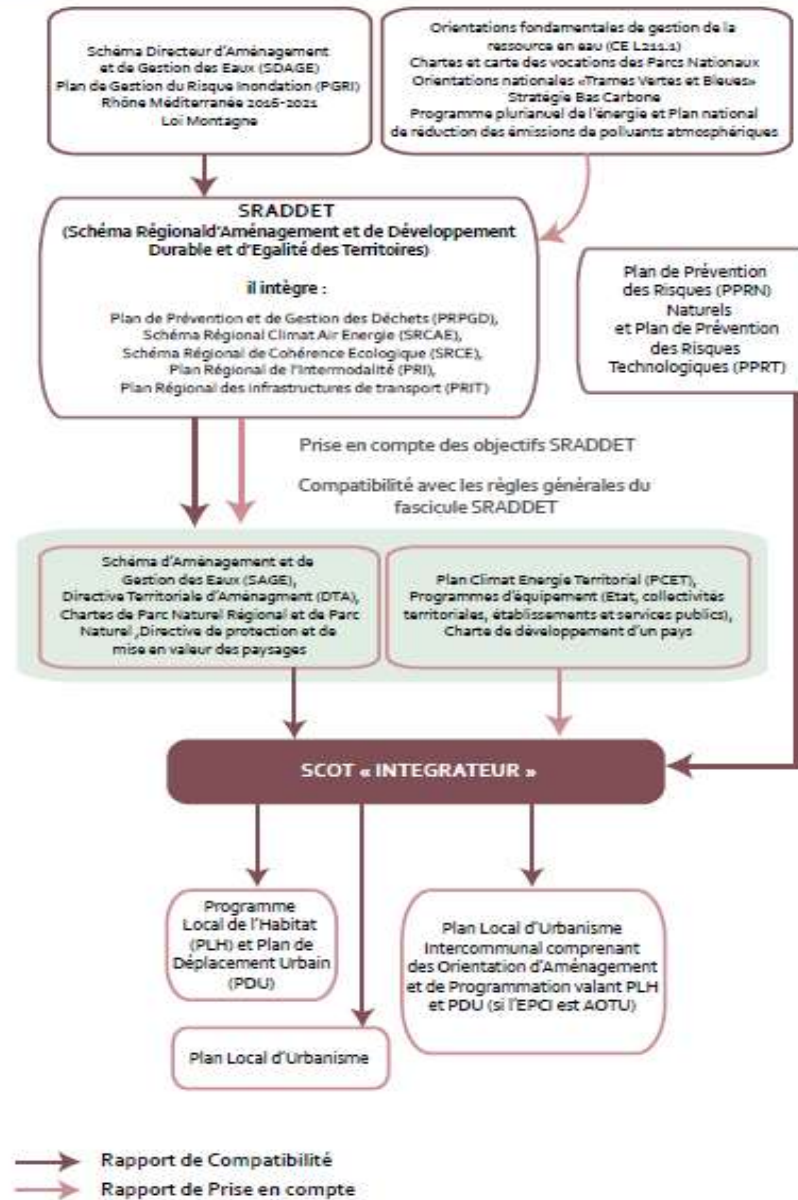 Schéma Directeur d'Aménagement
et de Gestion des Eaux (SDAGE)
Plan de Gestion du Risque Inondation (PGRI)
Rhône Méditerranée 2016-2021
Loi Montagne
Orientations fondamentales de gestion de la
ressource en eau (CE L211.1)
Chartes et carte des vocations des Parcs Nationaux
Orientations nationales «Trames Vertes et Bleues»
Stratégie Bas Carbone
Programme plurianuel de l'énergie et Plan national
de réduction des émissions de poluants atmosphériques
SRADDET
(Schéma Régionald'Aménagement et de Développement
Durable et d'Egalité des Territoires)
il intègre :
Plan de Prévention et de Gestion des Déchets (PRPGD),
Schéma Régional Climat Air Energie (SRCAE),
Schéma Régional de Cohérence Ecologique (SRCE),
Plan Régional de l'Intermodalité (PRI),
Plan Régional des Infrastructures de transport (PRIT)
Plan de Prévention
des Risques (PPRN)
Naturels
et Plan de Prévention
des Risques
Technologiques (PPRT)
Prise en compte des objectifs SRADDET
Compatibilité avec les règles générales du
fascicule SRADDET
Schéma d'Aménagement et de
Gestion des Eaux (SAGE),
Directive Territoriale d'Aménagment (DTA),
Chartes de Parc Naturel Régional et de Parc
Naturel ,Directive de protection et de
mise en valeur des paysages
Plan Climat Energie Territorial (PCET),
Programmes d'équipement (Etat, collectivités
territoriales, établissements et services publics),
Charte de développement d'un pays
SCOT « INTEGRATEUR »
Programme
Local de l'Habitat
(PLH) et Plan de
Déplacement Urbain
(PDU)
Plan Local d'Urbanisme
Intercommunal comprenant
des Orientation d'Aménagement
et de Programmation valant PLH
et PDU (si l'EPCI est AOTU)
Plan Local d'Urbanisme
Rapport de Compatibilité
Rapport de Prise en compte